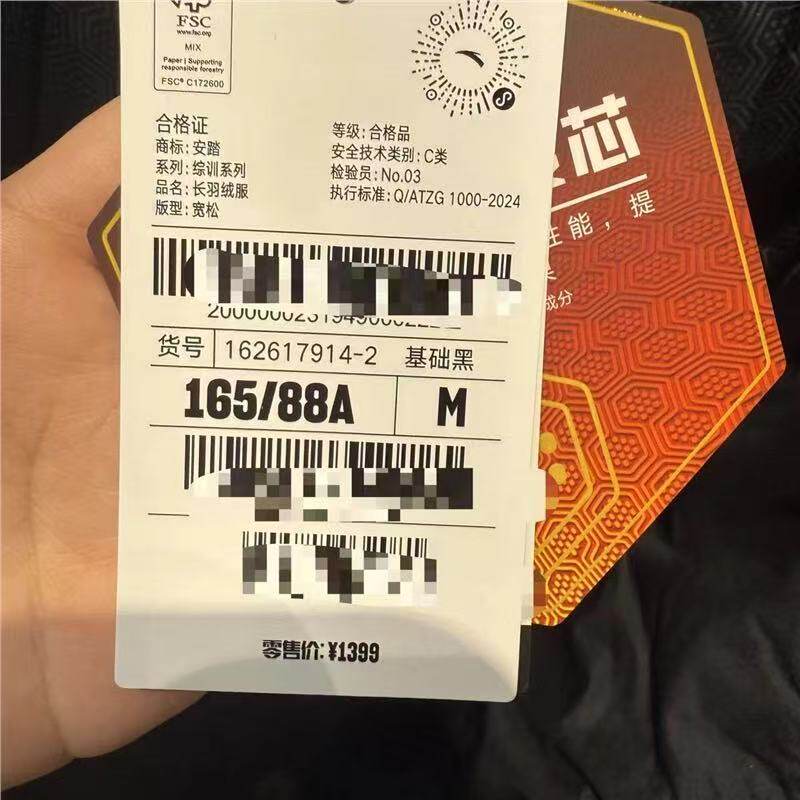 FSC
www.fsc.org
MIX
Paper | Supporting
responsible forestry
FSC® C172600
合格证
商标:安踏
系列:综训系列
品名:长羽绒服
版型:宽松
等级:合格品
安全技术类别:C类
检验员:No.03
执行标准:Q/ATZG 1000-2024
货号 162617914-2 基础黑
165/88A M
零售价:¥1399
芯
性能,提
成分